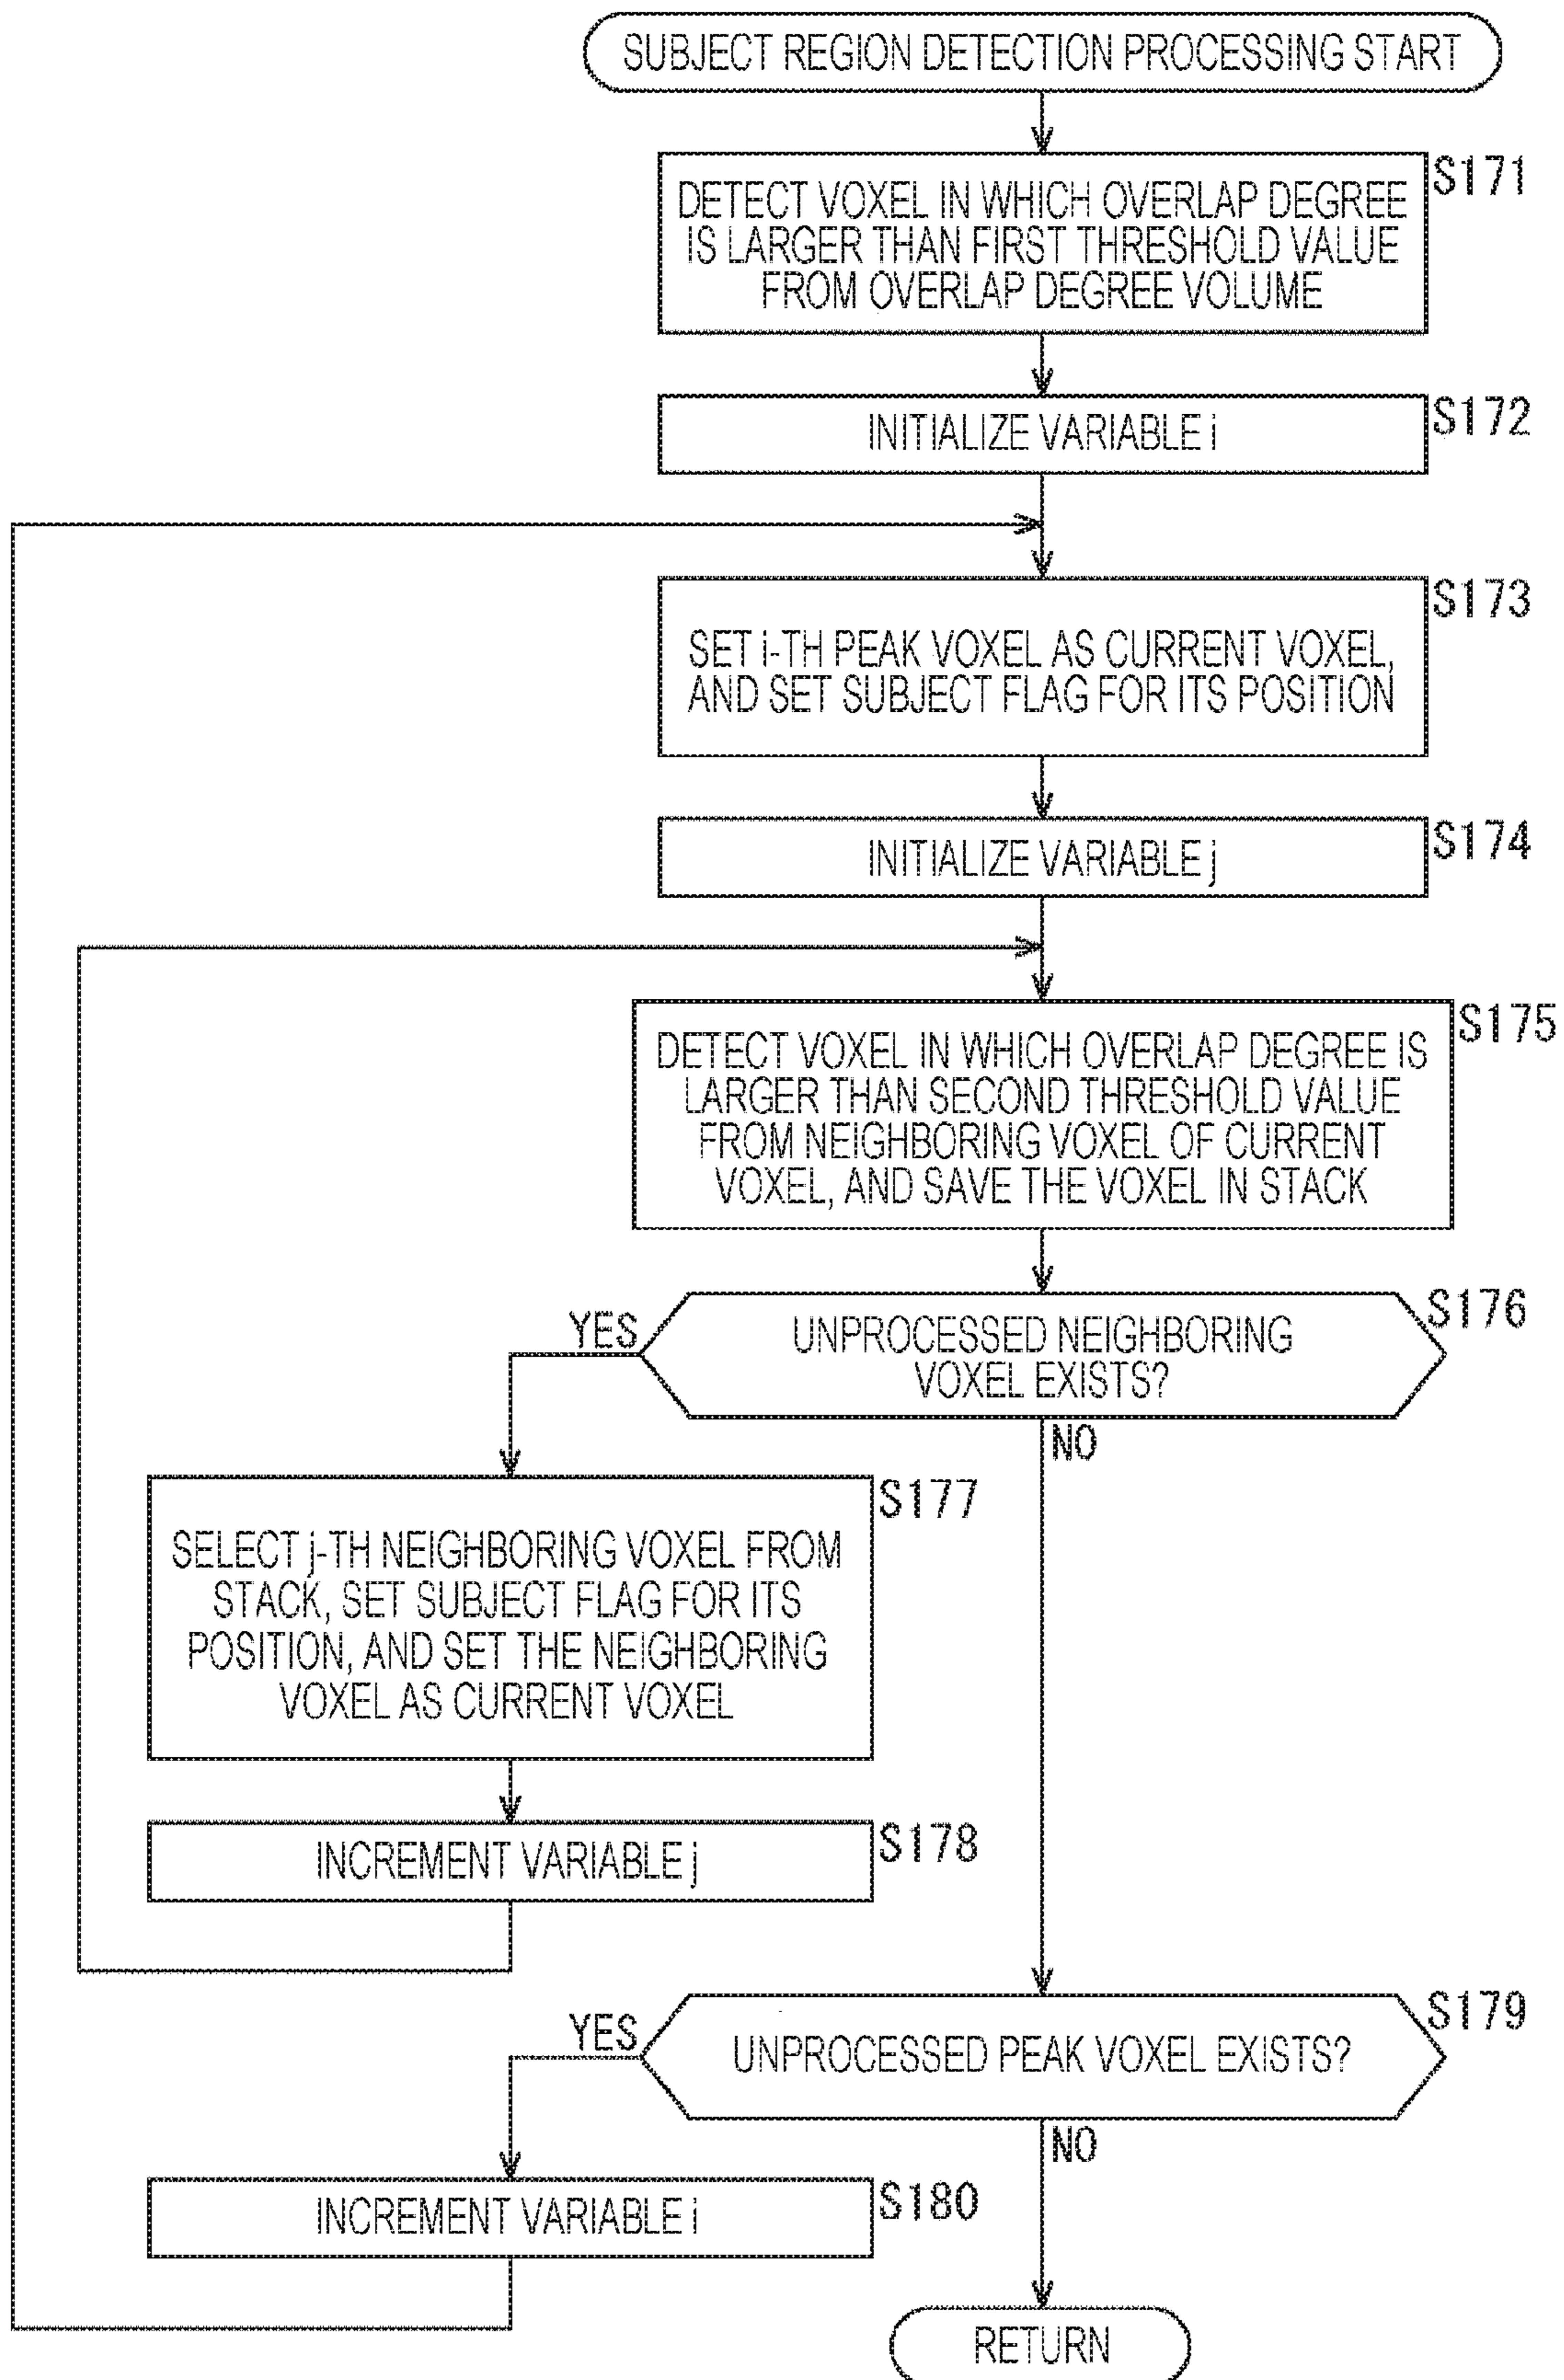 SUBJECT REGION DETECTION PROCESSING START
S171
DETECT VOXEL IN WHICH OVERLAP DEGREE
IS LARGER THAN FIRST THRESHOLD VALUE
FROM OVERLAP DEGREE VOLUME
S172
INITIALIZE VARIABLE i
S173
SET i-TH PEAK VOXEL AS CURRENT VOXEL,
AND SET SUBJECT FLAG FOR ITS POSITION
S174
INITIALIZE VARIABLE j
S175
DETECT VOXEL IN WHICH OVERLAP DEGREE IS
LARGER THAN SECOND THRESHOLD VALUE
FROM NEIGHBORING VOXEL OF CURRENT
VOXEL, AND SAVE THE VOXEL IN STACK
S176
YES
UNPROCESSED NEIGHBORING
VOXEL EXISTS?
NO
S177
SELECT j-TH NEIGHBORING VOXEL FROM
STACK, SET SUBJECT FLAG FOR ITS
POSITION, AND SET THE NEIGHBORING
VOXEL AS CURRENT VOXEL
S178
INCREMENT VARIABLE j
S179
YES
UNPROCESSED PEAK VOXEL EXISTS?
NO
S180
INCREMENT VARIABLE i
RETURN